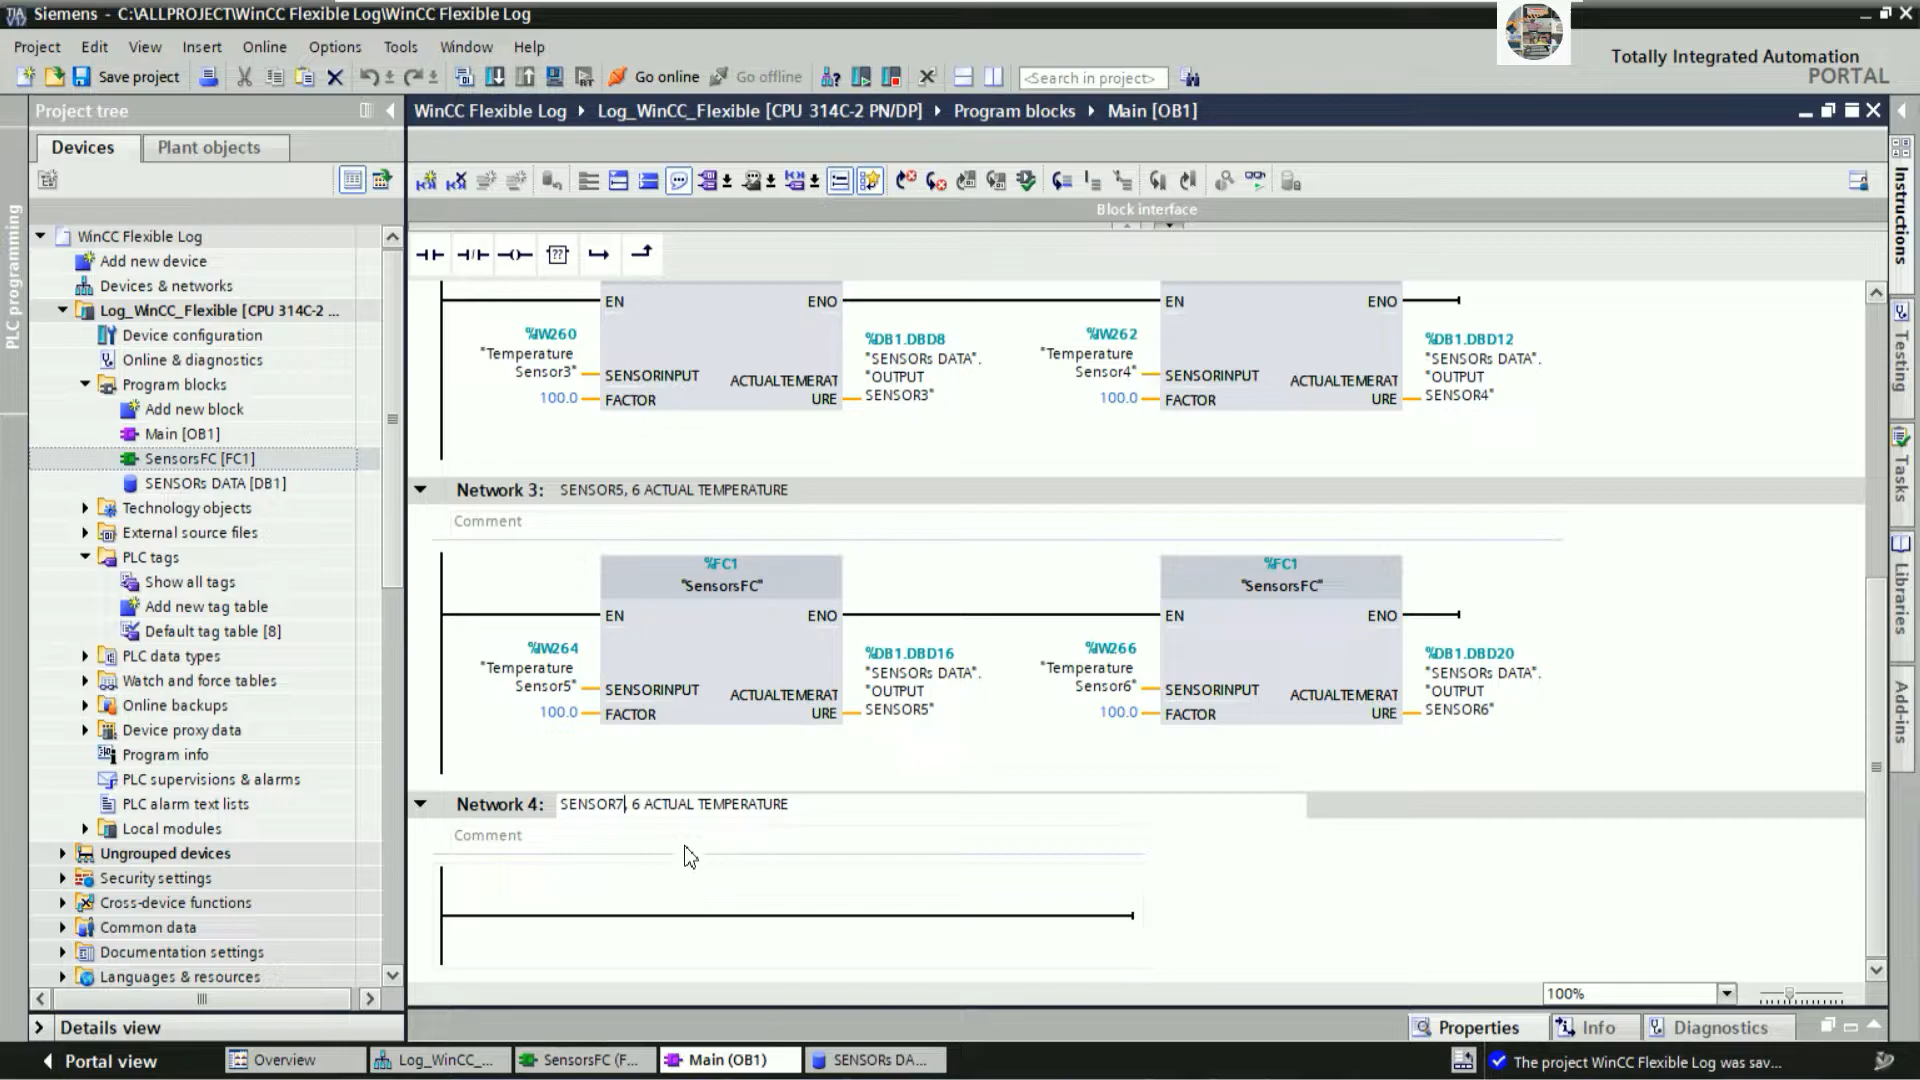 Siemens - C:\ALLPROJECT\WinCC Flexible Log\WinCC Flexible Log
Project Edit View Insert Online Options Tools Window Help
Totally Integrated Automation
PORTAL
Save project
Go online
Go offline
<Search in project>
Project tree
WinCC Flexible Log
Log_WinCC_Flexible [CPU 314C-2 PN/DP]
Program blocks
Main [OB1]
Devices
Plant objects
Block interface
WinCC Flexible Log
Add new device
Devices & networks
Log_WinCC_Flexible [CPU 314C-2 ...
Device configuration
Online & diagnostics
Program blocks
Add new block
Main [OB1]
SensorsFC [FC1]
SENSORs DATA [DB1]
Technology objects
External source files
PLC tags
Show all tags
Add new tag table
Default tag table [8]
PLC data types
Watch and force tables
Online backups
Device proxy data
Program info
PLC supervisions & alarms
PLC alarm text lists
Local modules
Ungrouped devices
Security settings
Cross-device functions
Common data
Documentation settings
Languages & resources
Details view
PLC programming
??
EN ENO EN ENO
%IW260
"Temperature
Sensor3"
SENSORINPUT
100.0
FACTOR
ACTUALTEMERAT
URE
%DB1.DBD8
"SENSORs DATA".
"OUTPUT
SENSOR3"
%IW262
"Temperature
Sensor4"
SENSORINPUT
100.0
FACTOR
ACTUALTEMERAT
URE
%DB1.DBD12
"SENSORs DATA".
"OUTPUT
SENSOR4"
Network 3: SENSOR5, 6 ACTUAL TEMPERATURE
Comment
%FC1
"SensorsFC"
EN ENO
%IW264
"Temperature
Sensor5"
SENSORINPUT
100.0
FACTOR
ACTUALTEMERAT
URE
%DB1.DBD16
"SENSORs DATA".
"OUTPUT
SENSOR5"
%FC1
"SensorsFC"
EN ENO
%IW266
"Temperature
Sensor6"
SENSORINPUT
100.0
FACTOR
ACTUALTEMERAT
URE
%DB1.DBD20
"SENSORs DATA".
"OUTPUT
SENSOR6"
Network 4: SENSOR7, 6 ACTUAL TEMPERATURE
Comment
100%
Properties
Info
Diagnostics
Instructions
Testing
Tasks
Libraries
Add-ins
Portal view
Overview
Log_WinCC_...
SensorsFC (F...
Main (OB1)
SENSORs DA...
The project WinCC Flexible Log was sav...